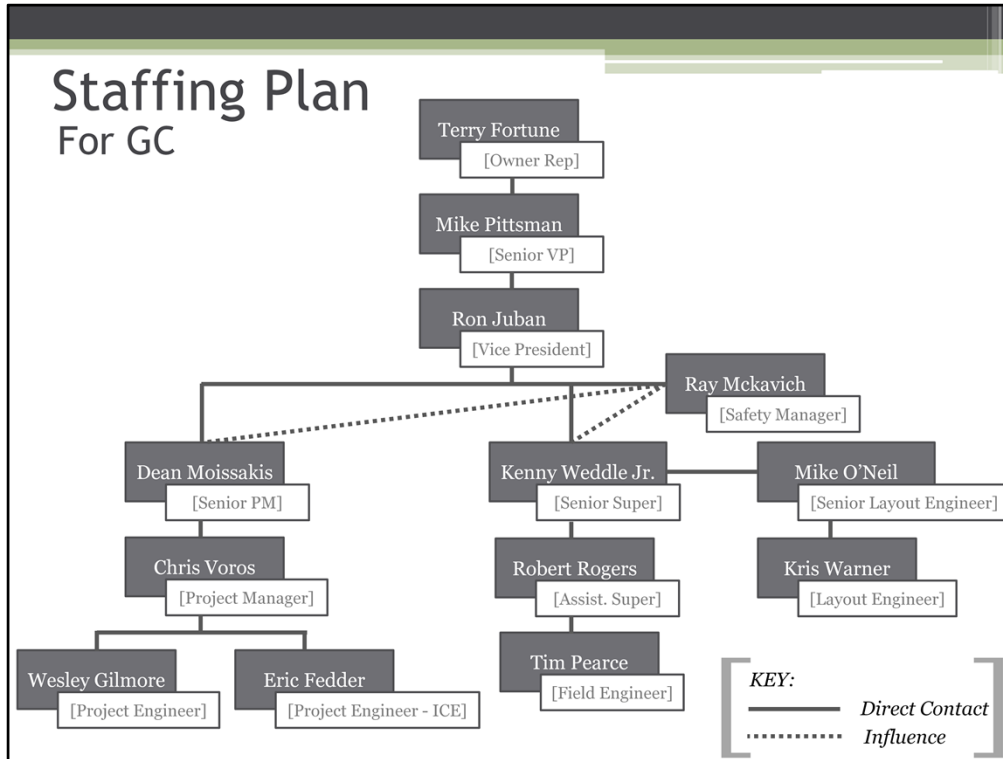 Staffing Plan
For GC
Terry Fortune
[Owner Rep]
Mike Pittsman
[Senior VP]
Ron Juban
[Vice President]
Ray Mckavich
[Safety Manager]
Dean Moissakis
[Senior PM]
Kenny Weddle Jr.
[Senior Super]
Mike O’Neil
[Senior Layout Engineer]
Chris Voros
[Project Manager]
Robert Rogers
[Assist. Super]
Kris Warner
[Layout Engineer]
Wesley Gilmore
[Project Engineer]
Eric Fedder
[Project Engineer - ICE]
Tim Pearce
[Field Engineer]
KEY:
Direct Contact
Influence